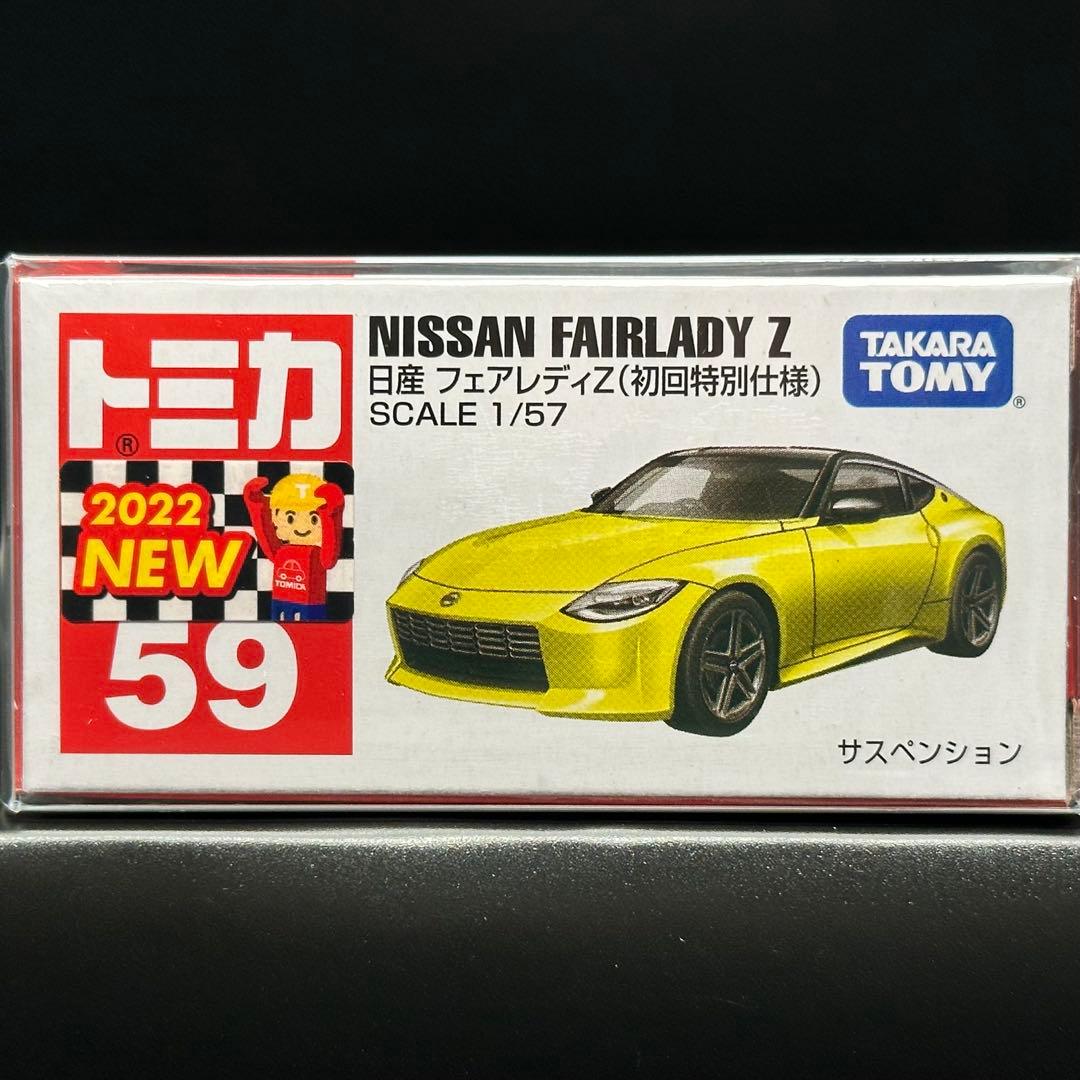 トミカ
®
2022
NEW
T
TOMICA
59
NISSAN FAIRLADY Z
日産 フェアレディZ(初回特別仕様)
SCALE 1/57
TAKARA
TOMY
®
サスペンション